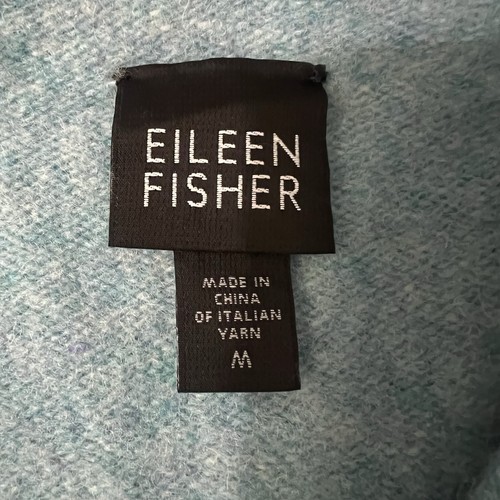 EILEEN
FISHER
MADE IN
CHINA
OF ITALIAN
YARN
M